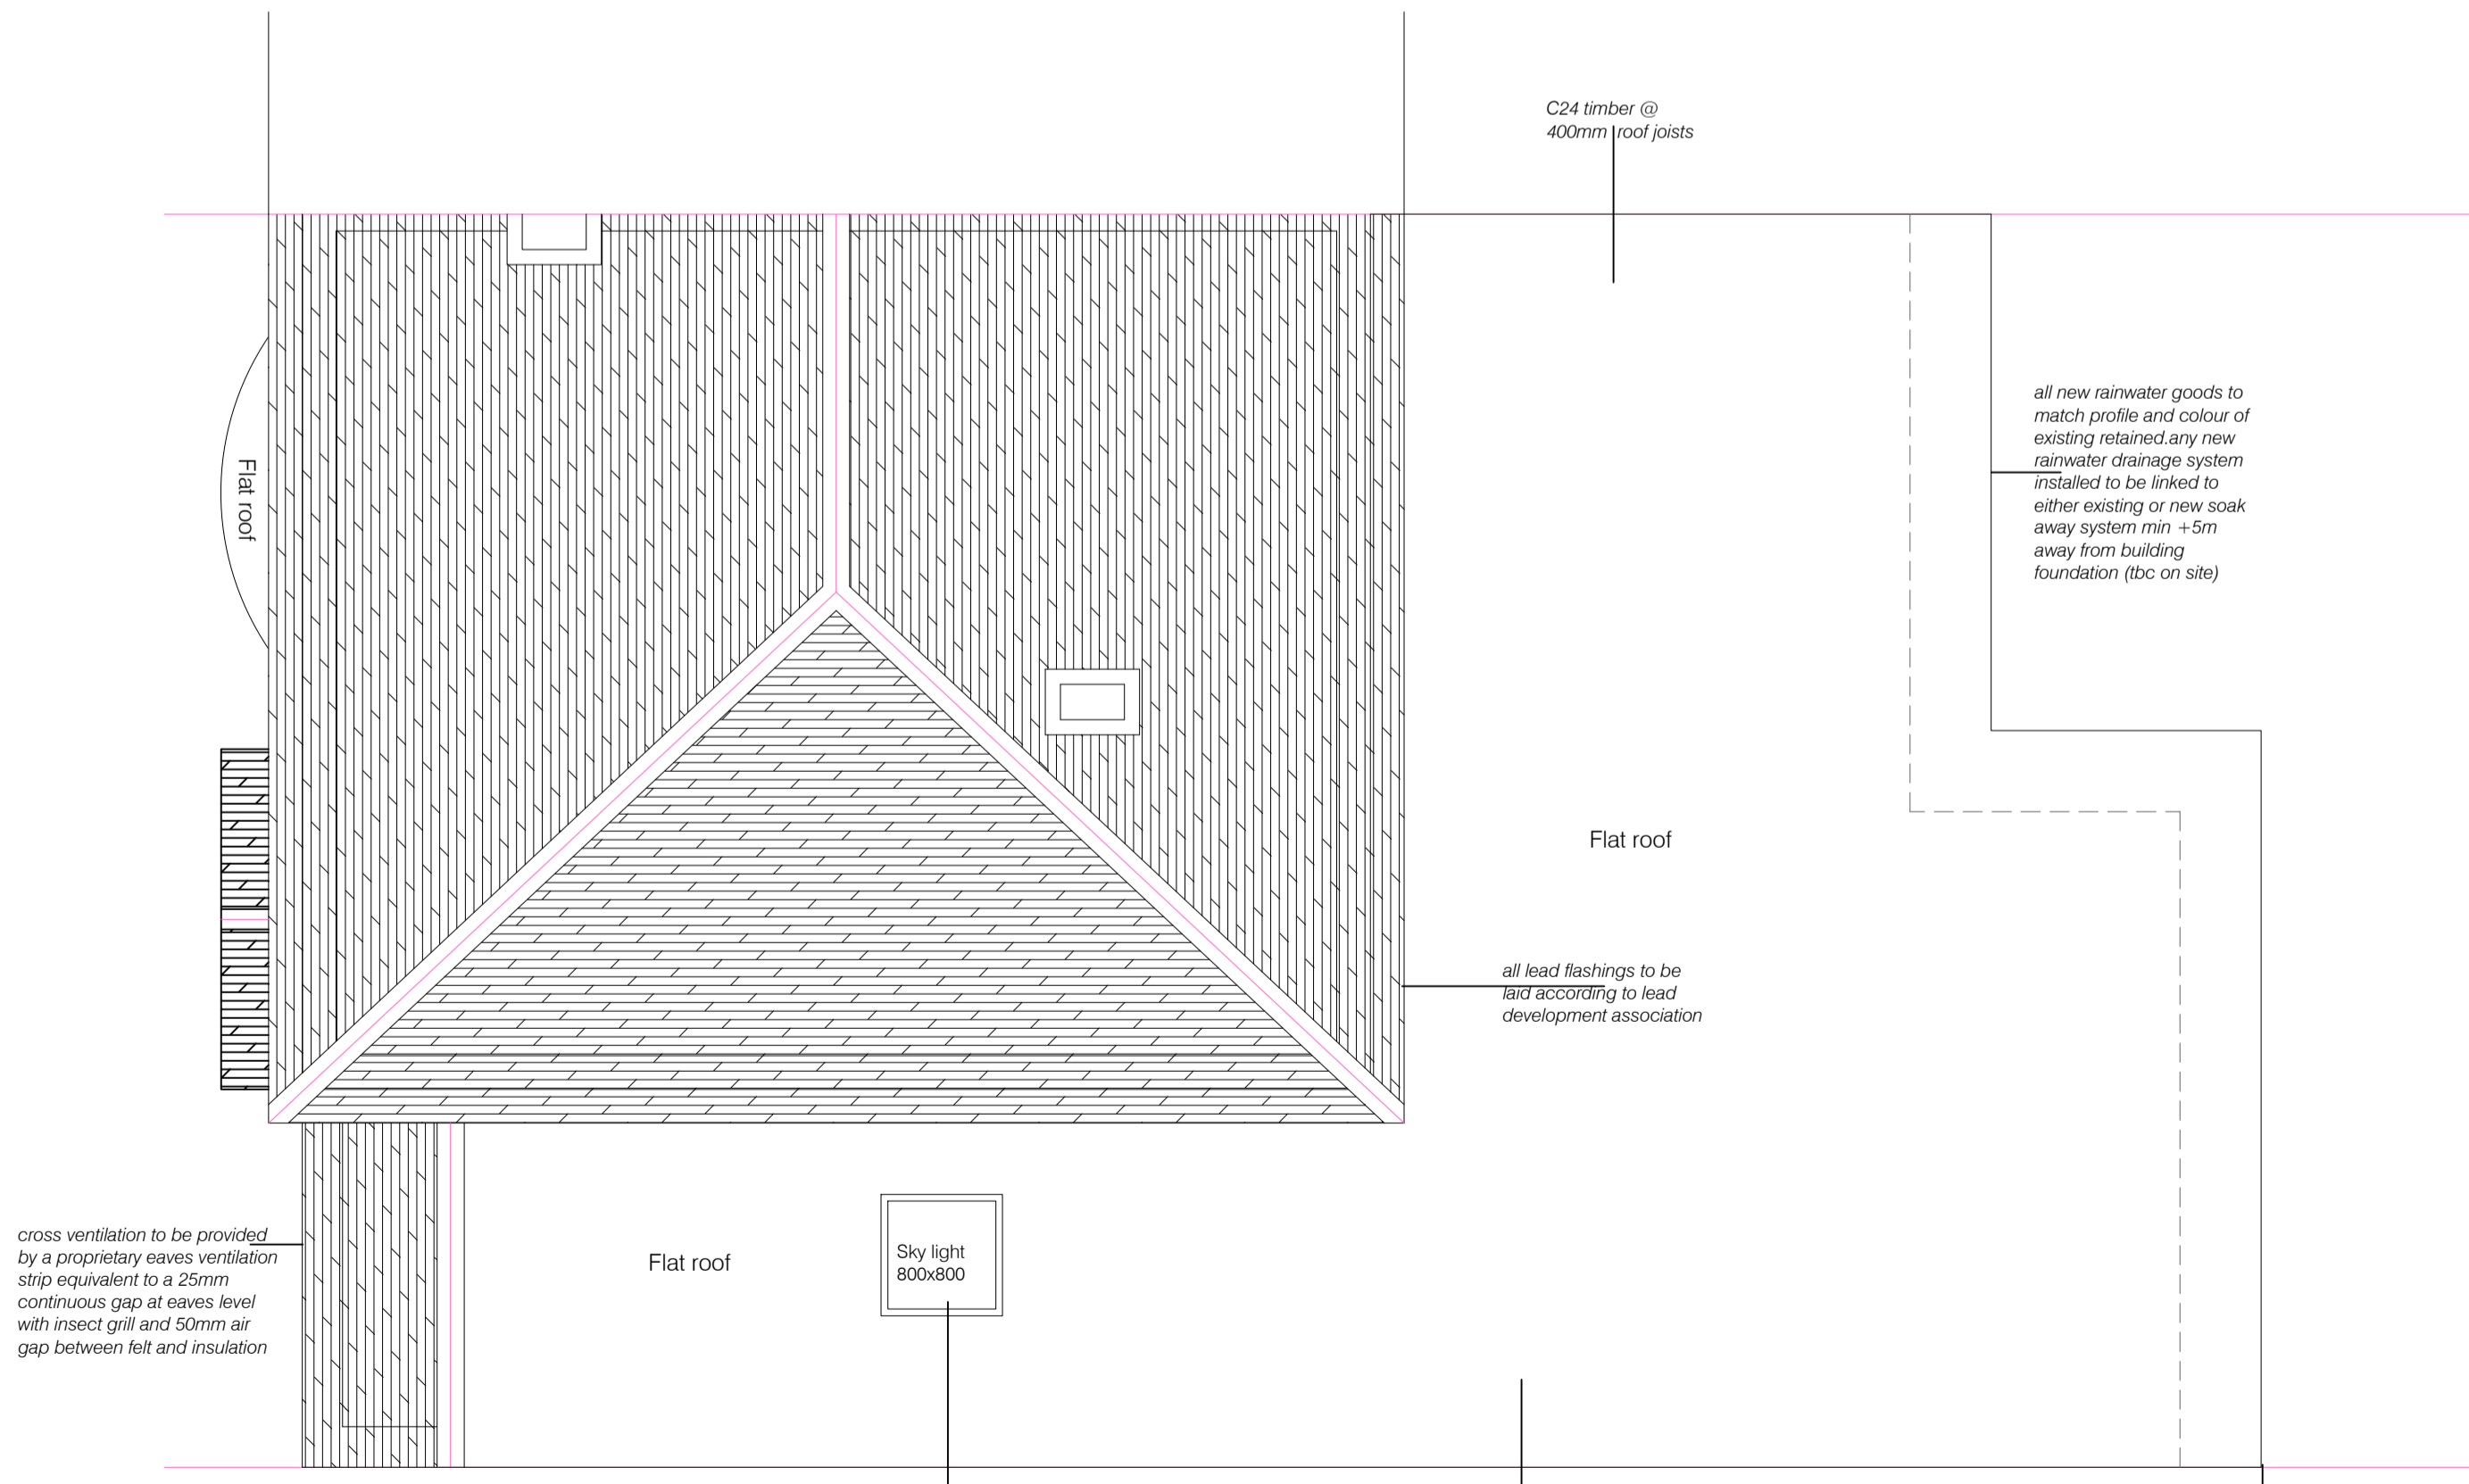 C24 timber @
400mm roof joists
all new rainwater goods to
match profile and colour of
existing retained.any new
rainwater drainage system
installed to be linked to
either existing or new soak
away system min +5m
away from building
foundation (tbc on site)
Flat roof
Flat roof
all lead flashings to be
laid according to lead
development association
cross ventilation to be provided
by a proprietary eaves ventilation
strip equivalent to a 25mm
continuous gap at eaves level
with insect grill and 50mm air
gap between felt and insulation
Flat roof
Sky light
800x800